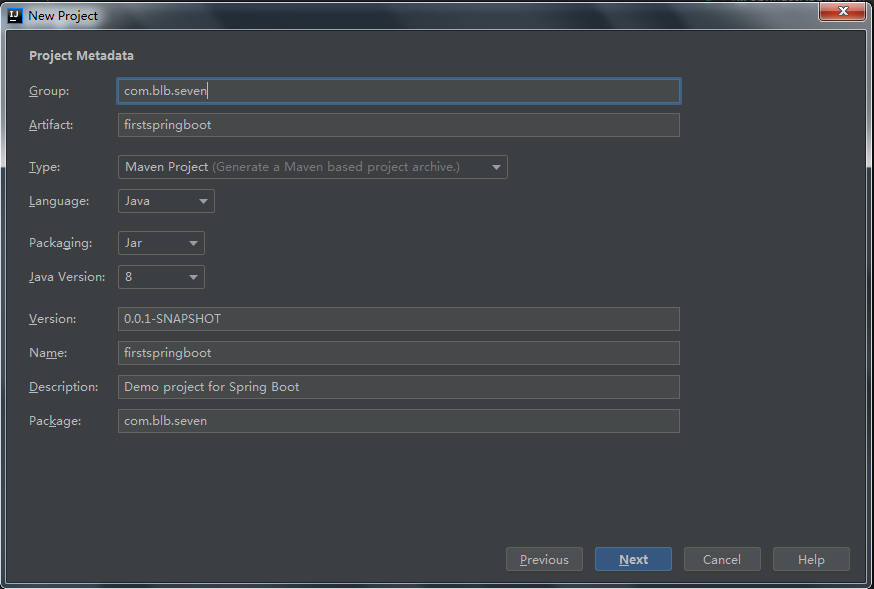 New Project
Project Metadata
Group: com.blb.seven
Artifact: firstspringboot
Type: Maven Project (Generate a Maven based project archive.)
Language: Java
Packaging: Jar
Java Version: 8
Version: 0.0.1-SNAPSHOT
Name: firstspringboot
Description: Demo project for Spring Boot
Package: com.blb.seven
Previous Next Cancel Help